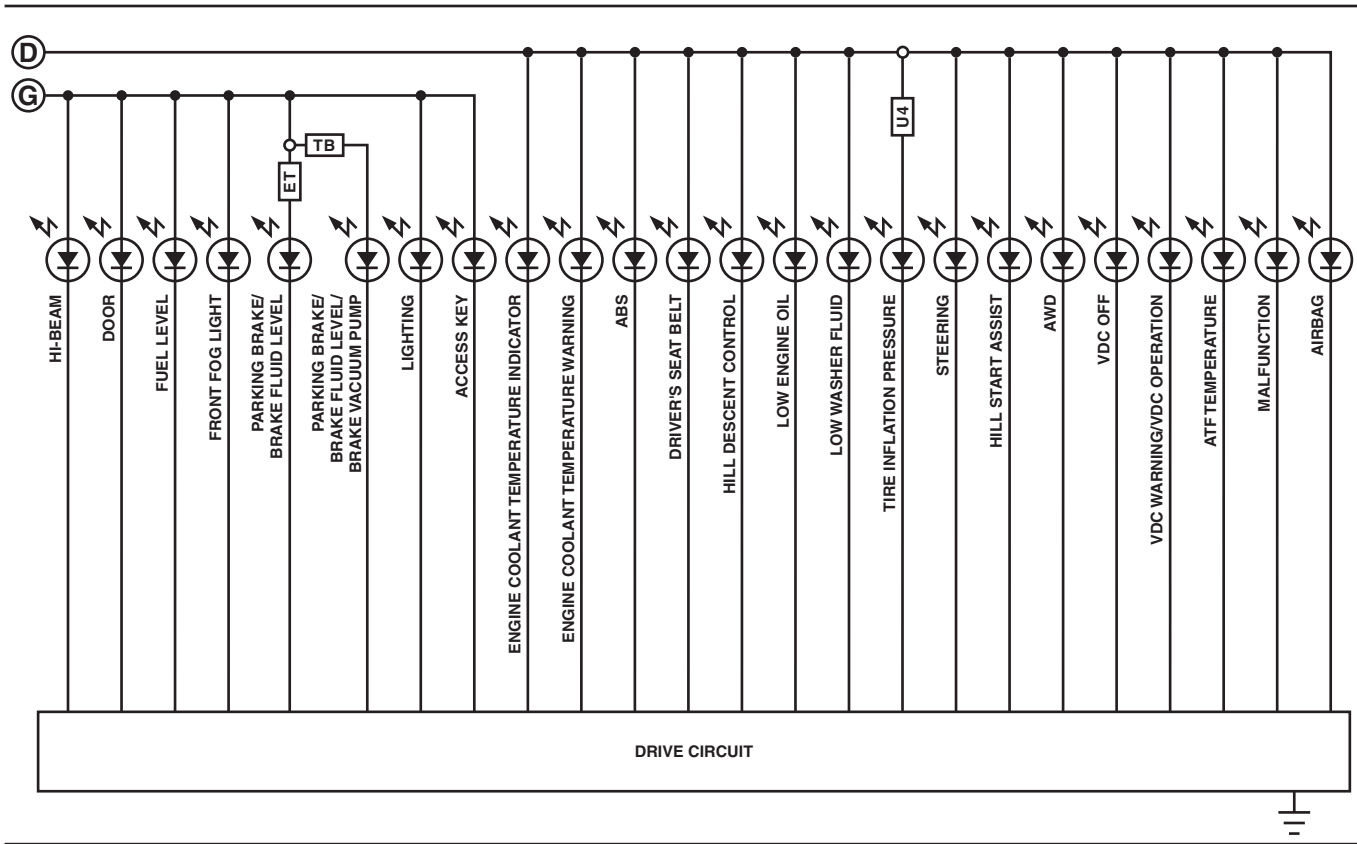 D
G
TB
ET
U4
HI-BEAM
DOOR
FUEL LEVEL
FRONT FOG LIGHT
PARKING BRAKE/
BRAKE FLUID LEVEL
PARKING BRAKE/
BRAKE FLUID LEVEL/
BRAKE VACUUM PUMP
LIGHTING
ACCESS KEY
ENGINE COOLANT TEMPERATURE INDICATOR
ENGINE COOLANT TEMPERATURE WARNING
ABS
DRIVER'S SEAT BELT
HILL DESCENT CONTROL
LOW ENGINE OIL
LOW WASHER FLUID
TIRE INFLATION PRESSURE
STEERING
HILL START ASSIST
AWD
VDC OFF
VDC WARNING/VDC OPERATION
ATF TEMPERATURE
MALFUNCTION
AIRBAG
DRIVE CIRCUIT